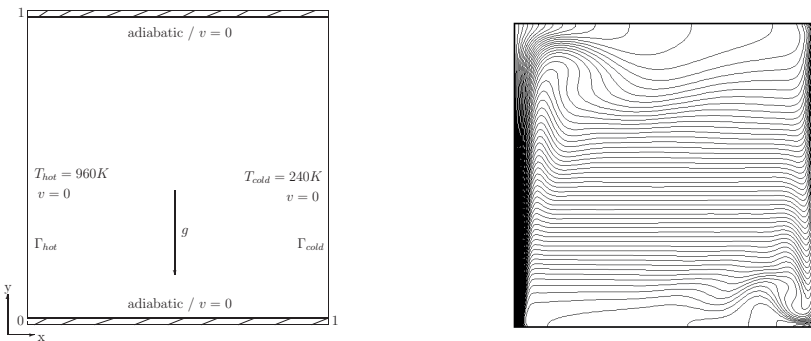 1
adiabatic / v = 0
T_hot = 960K
v = 0
T_cold = 240K
v = 0
g
Γ_hot
Γ_cold
adiabatic / v = 0
y
0
1
x